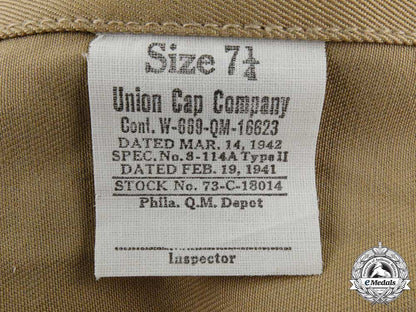 Size 7¼
Union Cap Company
Cont. W-669-QM-16623
DATED MAR. 14, 1942
SPEC. No. 8-114A Type II
DATED FEB. 19, 1941
STOCK No. 73-C-18014
Phila. Q.M. Depot
Inspector
eMedals